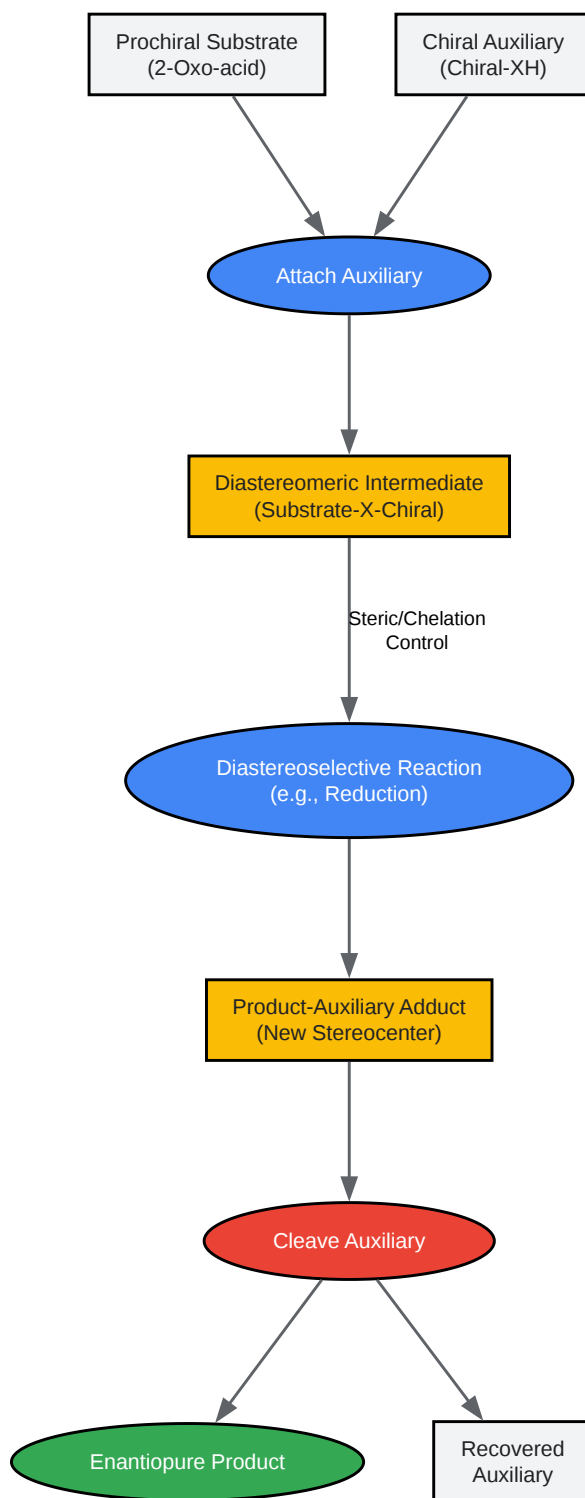 Prochiral Substrate
(2-Oxo-acid)
Chiral Auxiliary
(Chiral-XH)
Attach Auxiliary
Diastereomeric Intermediate
(Substrate-X-Chiral)
Steric/Chelation
Control
Diastereoselective Reaction
(e.g., Reduction)
Product-Auxiliary Adduct
(New Stereocenter)
Cleave Auxiliary
Enantiopure Product
Recovered
Auxiliary